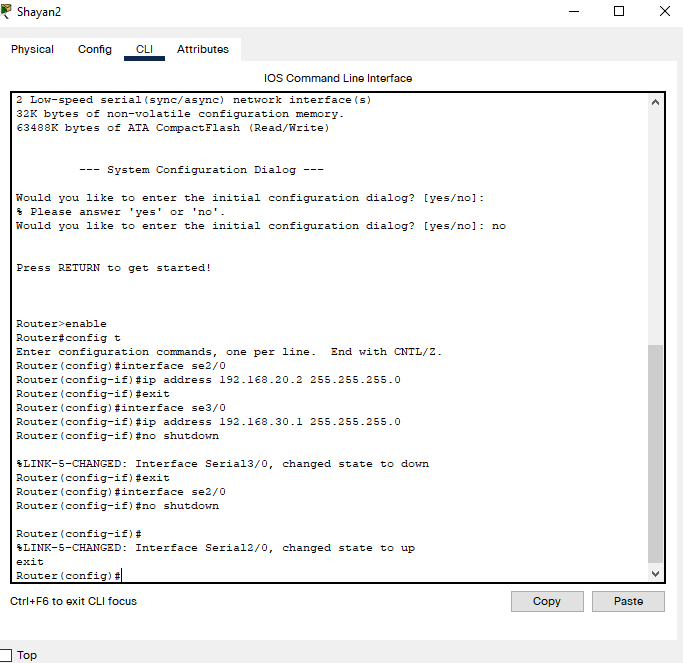 Shayan2
Physical Config CLI Attributes
IOS Command Line Interface
2 Low-speed serial(sync/async) network interface(s)
32K bytes of non-volatile configuration memory.
63488K bytes of ATA CompactFlash (Read/Write)
--- System Configuration Dialog ---
Would you like to enter the initial configuration dialog? [yes/no]:
% Please answer 'yes' or 'no'.
Would you like to enter the initial configuration dialog? [yes/no]: no
Press RETURN to get started!
Router>enable
Router#config t
Enter configuration commands, one per line.  End with CNTL/Z.
Router(config)#interface se2/0
Router(config-if)#ip address 192.168.20.2 255.255.255.0
Router(config-if)#exit
Router(config)#interface se3/0
Router(config-if)#ip address 192.168.30.1 255.255.255.0
Router(config-if)#no shutdown
%LINK-5-CHANGED: Interface Serial3/0, changed state to down
Router(config-if)#exit
Router(config)#interface se2/0
Router(config-if)#no shutdown
Router(config-if)#
%LINK-5-CHANGED: Interface Serial2/0, changed state to up
exit
Router(config)#
Ctrl+F6 to exit CLI focus
Copy Paste
Top